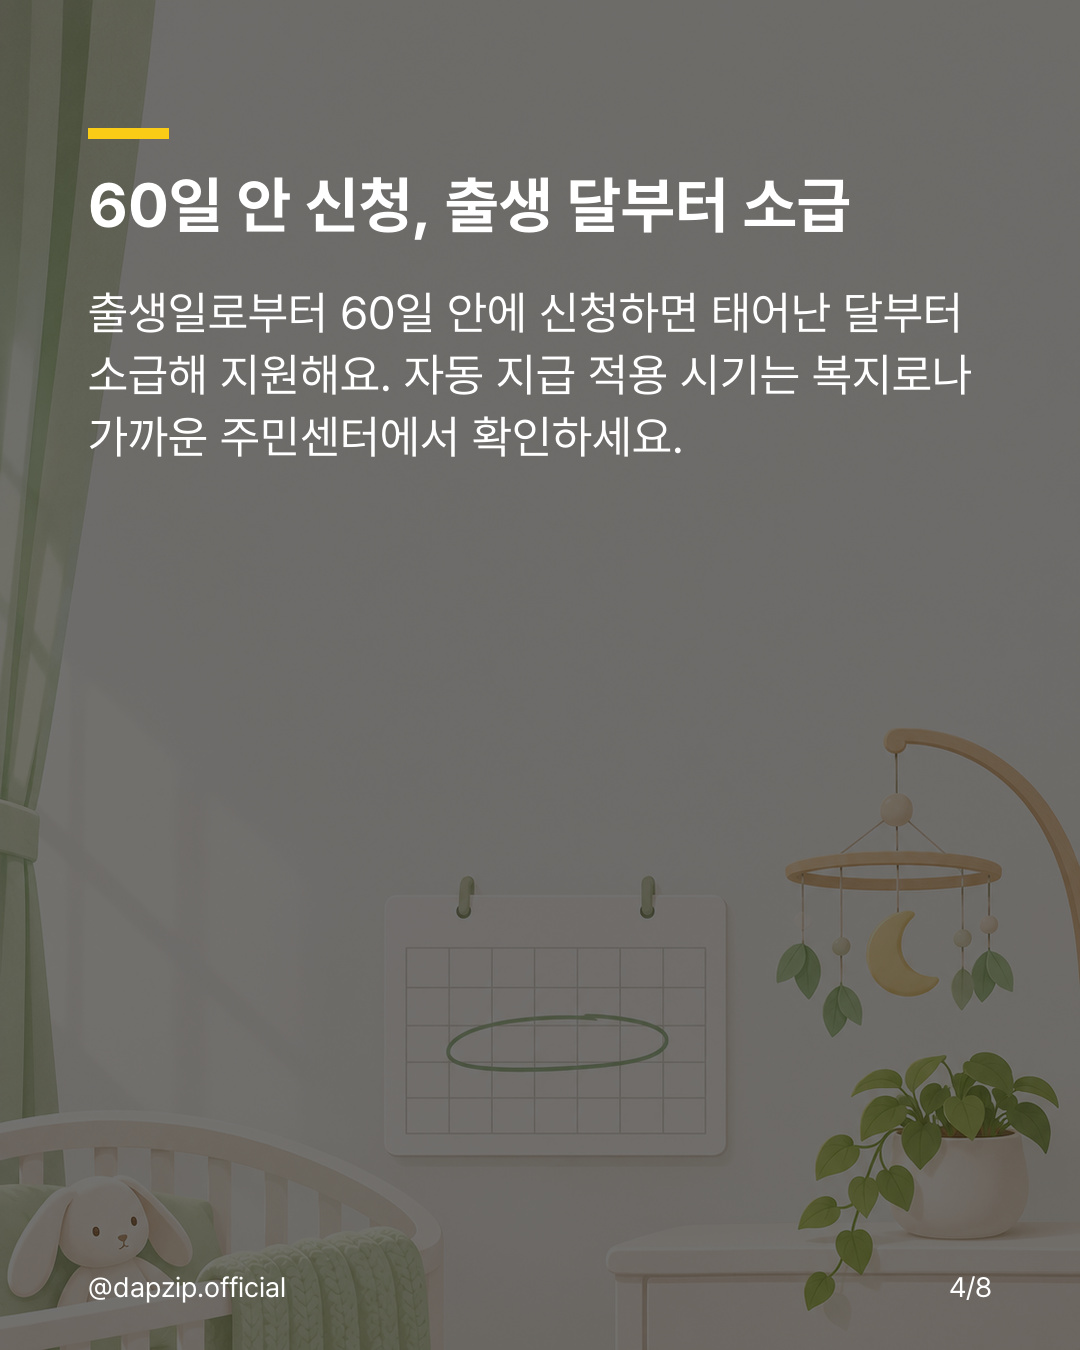 60일 안 신청, 출생 달부터 소급
출생일로부터 60일 안에 신청하면 태어난 달부터
소급해 지원해요. 자동 지급 적용 시기는 복지로나
가까운 주민센터에서 확인하세요.
@dapzip.official
4/8